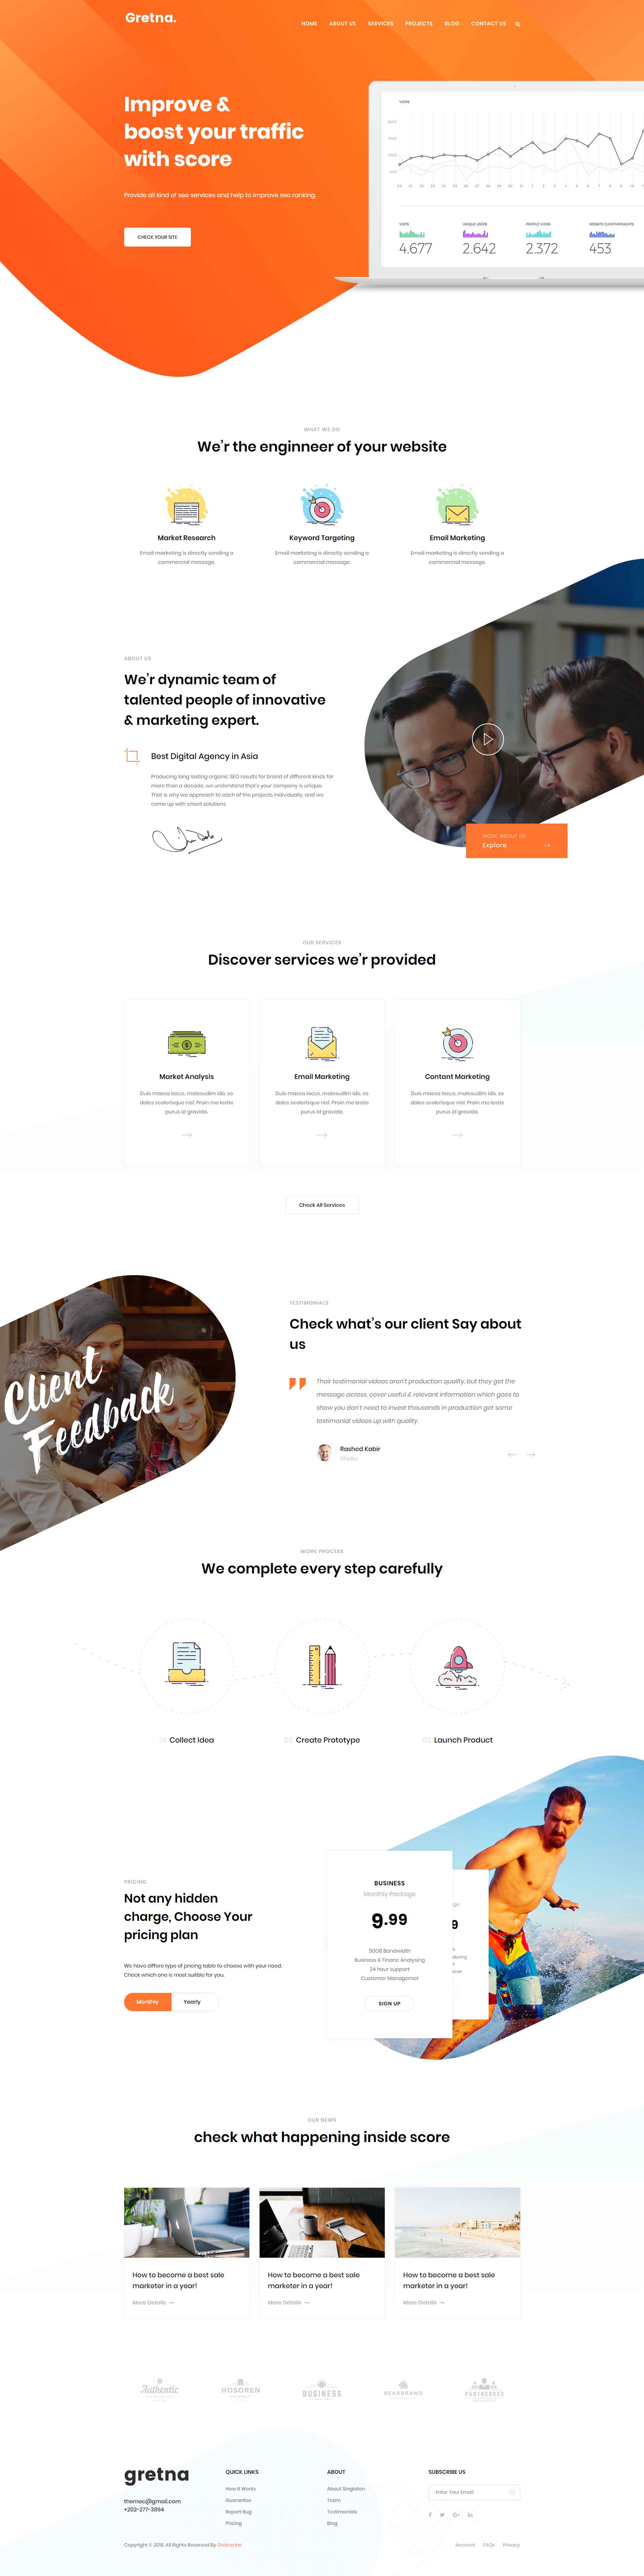 Gretna.
HOME ABOUT US SERVICES PROJECTS BLOG CONTACT US
Improve &
boost your traffic
with score
Provide all kind of seo services and help to improve seo ranking.
CHECK YOUR SITE
VIEWS
VISITS UNIQUE USERS PROFILE VIEWS WEBSITE CLICKTHROUGHTS
4.677 2.642 2.372 453
WHAT WE DO
We'r the enginneer of your website
Market Research
Email marketing is directly sending a
commercial message.
Keyword Targeting
Email marketing is directly sending a
commercial message.
Email Marketing
Email marketing is directly sending a
commercial message.
ABOUT US
We'r dynamic team of
talented people of innovative
& marketing expert.
Best Digital Agency in Asia
Producing long lasting organic SEO results for brand of different kinds for
more than a decade, we understand that's your company is unique.
That is why we approach to each of the projects individually, and we
came up with smart solutions
MORE ABOUT US
Explore
OUR SERVICES
Discover services we'r provided
Market Analysis
Duis massa lacus, malesudim ido, so
dales scelerisque nisl. Proin mo lestie
purus id gravida.
Email Marketing
Duis massa lacus, malesudim ido, so
dales scelerisque nisl. Proin mo lestie
purus id gravida.
Contant Marketing
Duis massa lacus, malesudim ido, so
dales scelerisque nisl. Proin mo lestie
purus id gravida.
Check All Services
Client
Feedback
TESTIMONIALS
Check what's our client Say about
us
Their testimonial videos aren't production quality, but they get the
message across, cover useful & relevant information which goes to
show you don't need to invest thousands in production get some
testimonial videos up with quality.
Rashed Kabir
WORK PROCESS
We complete every step carefully
01. Collect Idea
02. Create Prototype
03. Launch Product
PRICING
Not any hidden
charge, Choose Your
pricing plan
We have differe type of pricing table to choose with your need.
Check which one is most suitble for you.
Monthly Yearly
BUSINESS
Monthly Package
9.99
500B Bandwidth
Business & Financ Analysing
24 hour support
Customer Managemet
SIGN UP
OUR NEWS
check what happening inside score
How to become a best sale
marketer in a year!
More Details
How to become a best sale
marketer in a year!
More Details
How to become a best sale
marketer in a year!
More Details
Authentic
HOSOREN
BUSINESS
BEARBRAND
PARTNERSCO
gretna
themec@gmail.com
+202-277-3894
QUICK LINKS
How It Works
Guarantee
Report Bug
Pricing
ABOUT
About Singleton
Team
Testimonials
Blog
SUBSCRIBE US
Enter Your Email
Copyright © 2018. All Rights Reserved By Gretna Inc
Account FAQs Privacy